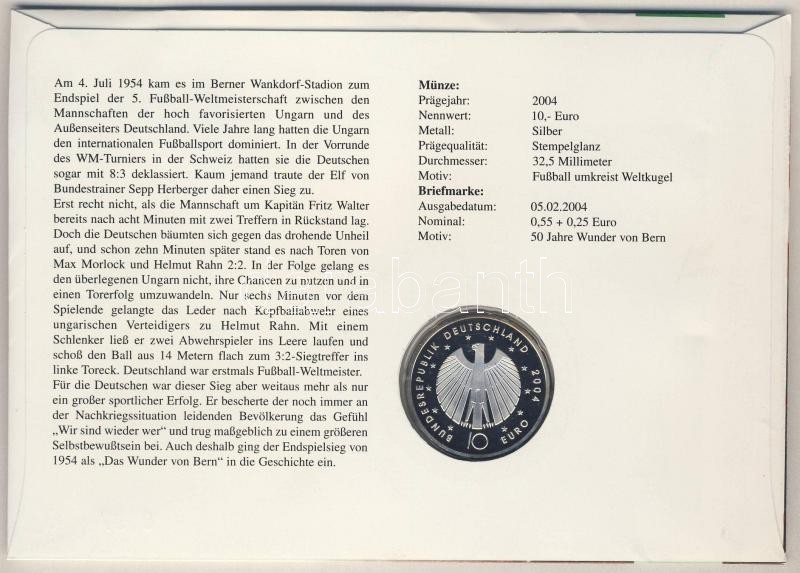 Am 4. Juli 1954 kam es im Berner Wankdorf-Stadion zum
Endspiel der 5. Fußball-Weltmeisterschaft zwischen den
Mannschaften der hoch favorisierten Ungarn und des
Außenseiters Deutschland. Viele Jahre lang hatten die Ungarn
den internationalen Fußballsport dominiert. In der Vorrunde
des WM-Turniers in der Schweiz hatten sie die Deutschen
sogar mit 8:3 deklassiert. Kaum jemand traute der Elf von
Bundestrainer Sepp Herberger daher einen Sieg zu.
Erst recht nicht, als die Mannschaft um Kapitän Fritz Walter
bereits nach acht Minuten mit zwei Treffern in Rückstand lag.
Doch die Deutschen bäumten sich gegen das drohende Unheil
auf, und schon zehn Minuten später stand es nach Toren von
Max Morlock und Helmut Rahn 2:2. In der Folge gelang es
den überlegenen Ungarn nicht, ihre Chancen zu nutzen und in
einen Torerfolg umzuwandeln. Nur sechs Minuten vor dem
Spielende gelangte das Leder nach Kopfballabwehr eines
ungarischen Verteidigers zu Helmut Rahn. Mit einem
Schlenker ließ er zwei Abwehrspieler ins Leere laufen und
schoß den Ball aus 14 Metern flach zum 3:2-Siegtreffer ins
linke Toreck. Deutschland war erstmals Fußball-Weltmeister.
Für die Deutschen war dieser Sieg aber weitaus mehr als nur
ein großer sportlicher Erfolg. Er bescherte der noch immer an
der Nachkriegssituation leidenden Bevölkerung das Gefühl
„Wir sind wieder wer“ und trug maßgeblich zu einem größeren
Selbstbewußtsein bei. Auch deshalb ging der Endspielsieg von
1954 als „Das Wunder von Bern“ in die Geschichte ein.
Münze:
Prägejahr: 2004
Nennwert: 10,- Euro
Metall: Silber
Prägequalität: Stempelglanz
Durchmesser: 32,5 Millimeter
Motiv: Fußball umkreist Weltkugel
Briefmarke:
Ausgabedatum: 05.02.2004
Nominal: 0,55 + 0,25 Euro
Motiv: 50 Jahre Wunder von Bern
BUNDESREPUBLIK DEUTSCHLAND 2004
10 EURO